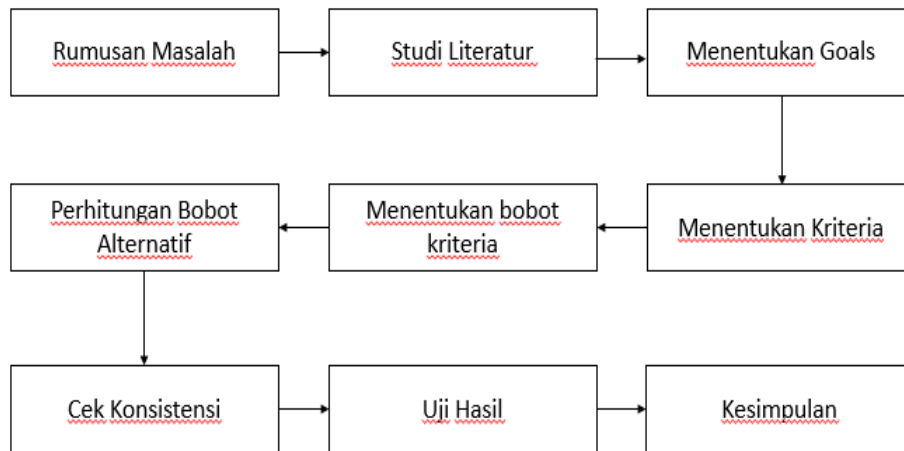 Rumusan Masalah
Studi Literatur
Menentukan Goals
Perhitungan Bobot
Alternatif
Menentukan bobot
kriteria
Menentukan Kriteria
Cek Konsistensi
Uji Hasil
Kesimpulan